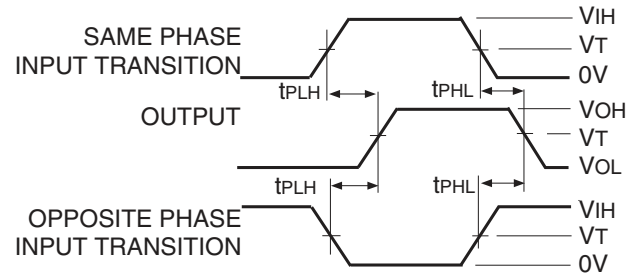 SAME PHASE
INPUT TRANSITION
VIH
VT
0V
tPLH
tPHL
OUTPUT
VOH
VT
VOL
tPLH
tPHL
OPPOSITE PHASE
INPUT TRANSITION
VIH
VT
0V